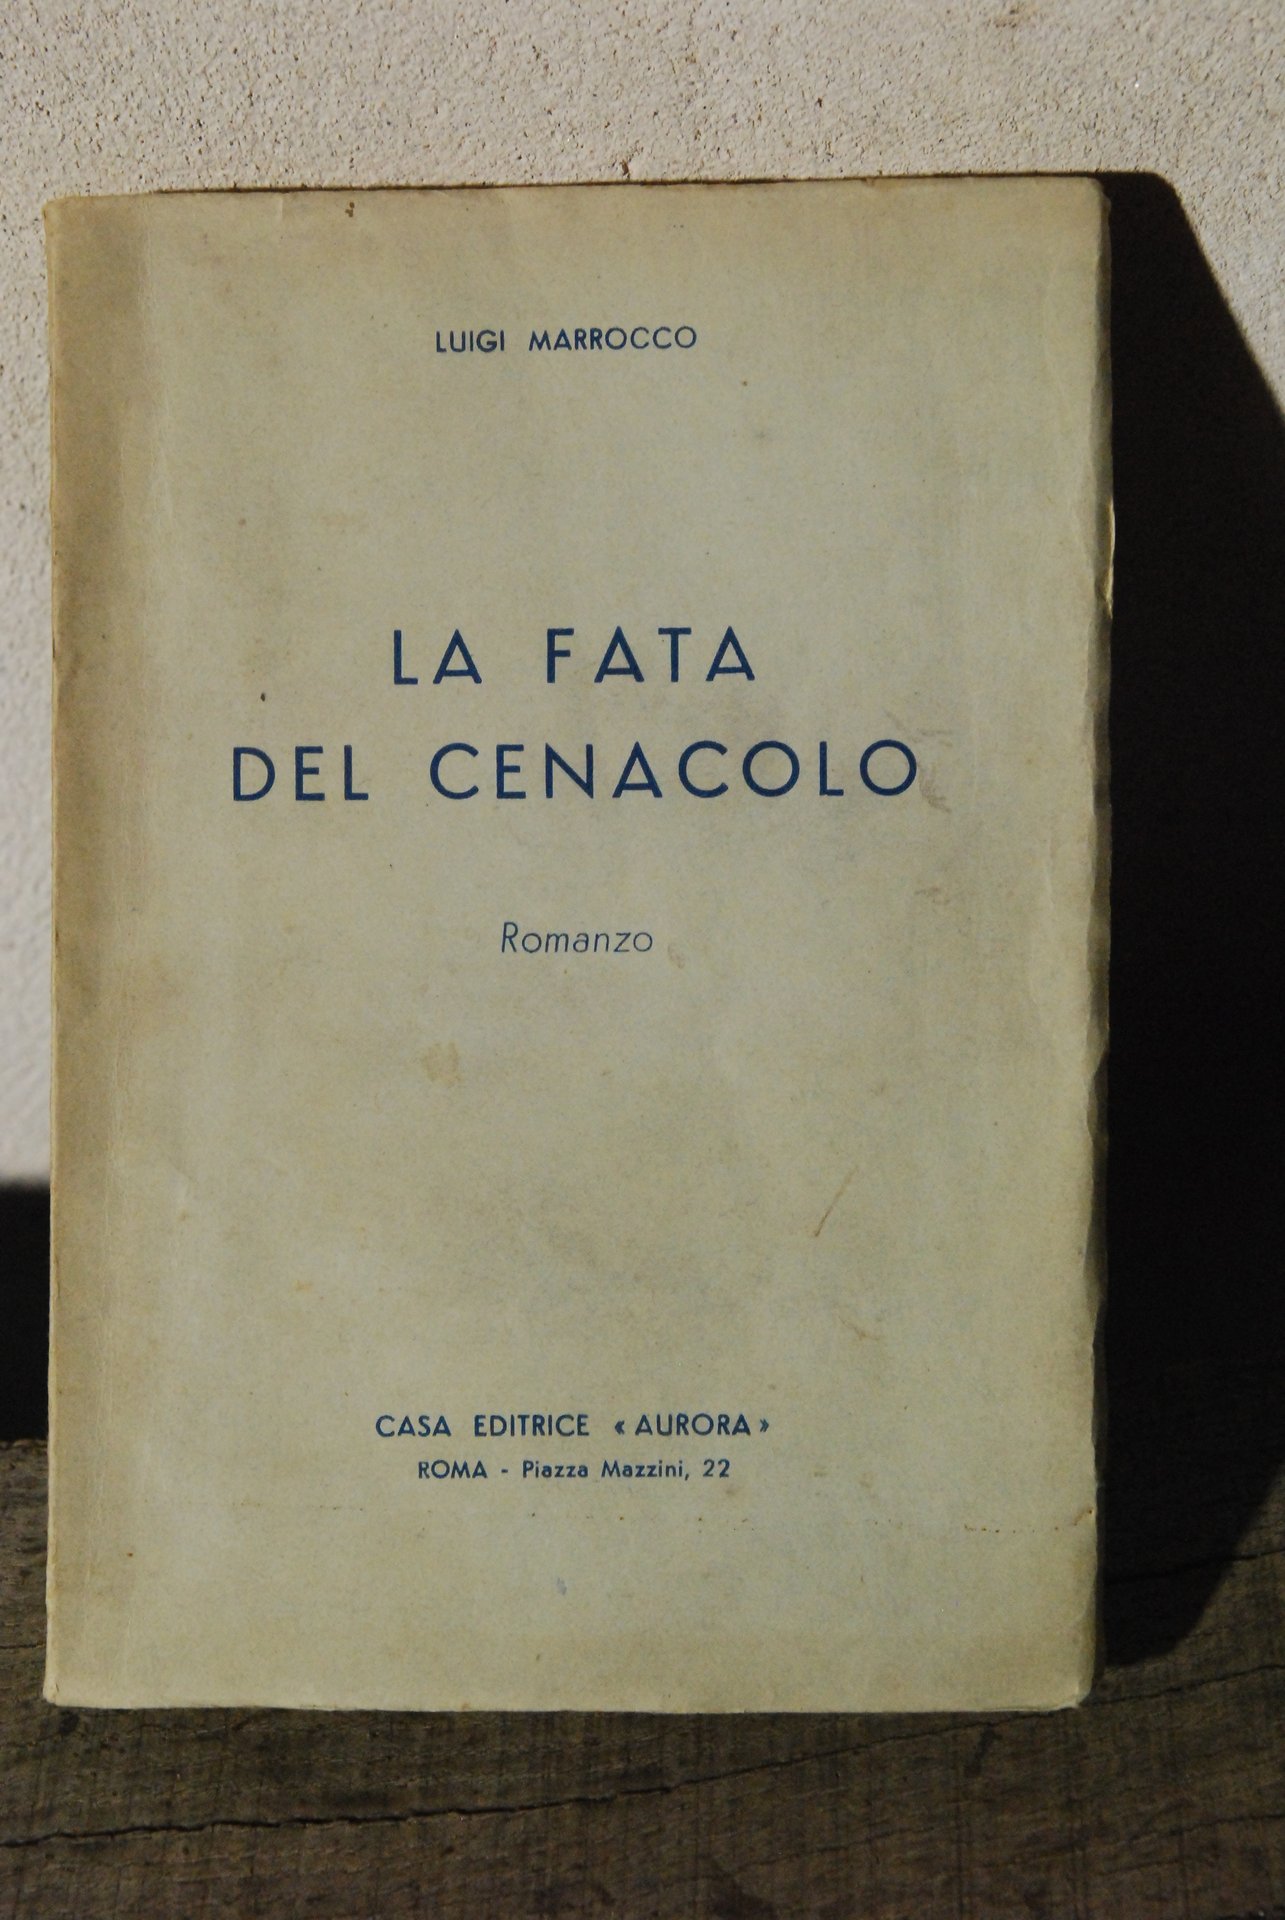 LUIGI MARROCCO
LA FATA
DEL CENACOLO
Romanzo
CASA EDITRICE « AURORA »
ROMA - Piazza Mazzini, 22